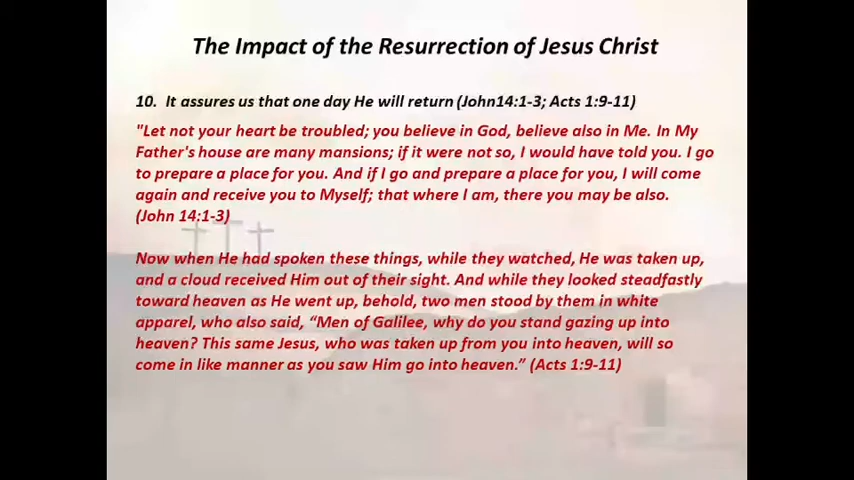 The Impact of the Resurrection of Jesus Christ
10. It assures us that one day He will return (John14:1-3; Acts 1:9-11)
"Let not your heart be troubled; you believe in God, believe also in Me. In My
Father's house are many mansions; if it were not so, I would have told you. I go
to prepare a place for you. And if I go and prepare a place for you, I will come
again and receive you to Myself; that where I am, there you may be also.
(John 14:1-3)
Now when He had spoken these things, while they watched, He was taken up,
and a cloud received Him out of their sight. And while they looked steadfastly
toward heaven as He went up, behold, two men stood by them in white
apparel, who also said, “Men of Galilee, why do you stand gazing up into
heaven? This same Jesus, who was taken up from you into heaven, will so
come in like manner as you saw Him go into heaven.” (Acts 1:9-11)